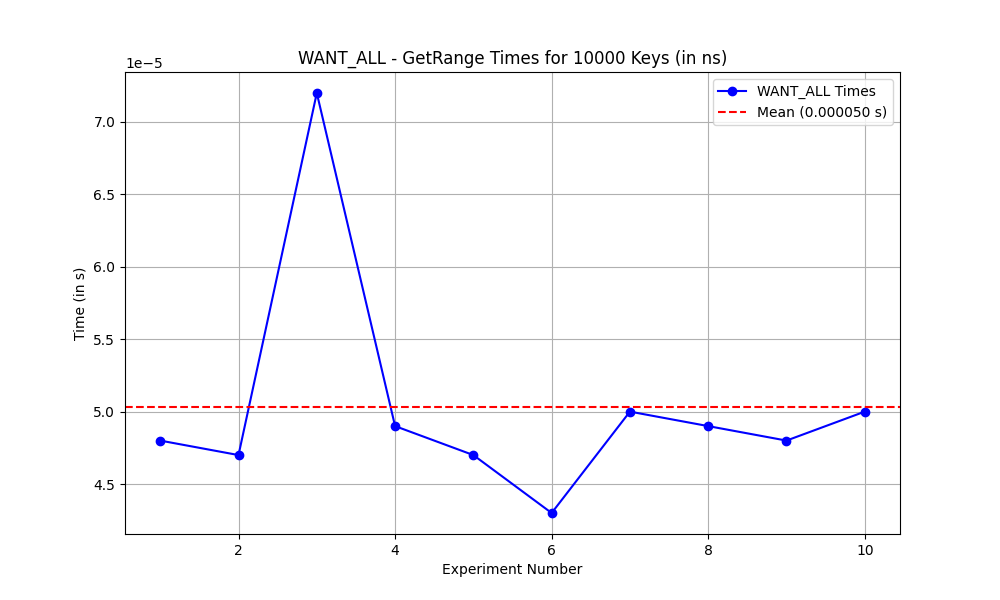 WANT_ALL - GetRange Times for 10000 Keys (in ns)
1e−5
WANT_ALL Times
Mean (0.000050 s)
7.0
6.5
6.0
5.5
5.0
4.5
Time (in s)
2 4 6 8 10
Experiment Number